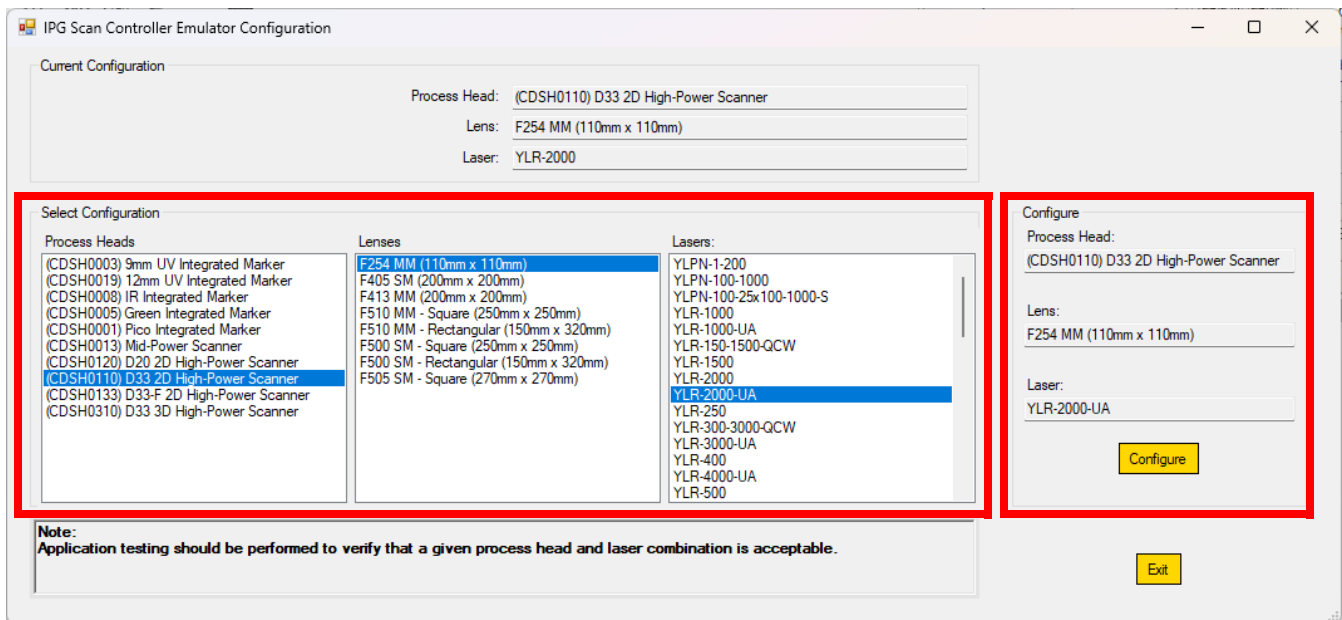 IPG Scan Controller Emulator Configuration
Current Configuration
Process Head: (CDSH0110) D33 2D High-Power Scanner
Lens: F254 MM (110mm x 110mm)
Laser: YLR-2000
Select Configuration
Process Heads
(CDSH0003) 9mm UV Integrated Marker
(CDSH0019) 12mm UV Integrated Marker
(CDSH0008) IR Integrated Marker
(CDSH0005) Green Integrated Marker
(CDSH0001) Pico Integrated Marker
(CDSH0013) Mid-Power Scanner
(CDSH0120) D20 2D High-Power Scanner
(CDSH0110) D33 2D High-Power Scanner
(CDSH0133) D33-F 2D High-Power Scanner
(CDSH0310) D33 3D High-Power Scanner
Lenses
F254 MM (110mm x 110mm)
F405 SM (200mm x 200mm)
F413 MM (200mm x 200mm)
F510 MM - Square (250mm x 250mm)
F510 MM - Rectangular (150mm x 320mm)
F500 SM - Square (250mm x 250mm)
F500 SM - Rectangular (150mm x 320mm)
F505 SM - Square (270mm x 270mm)
Lasers:
YLPN-1-200
YLPN-100-1000
YLPN-100-25x100-1000-S
YLR-1000
YLR-1000-UA
YLR-150-1500-QCW
YLR-1500
YLR-2000
YLR-2000-UA
YLR-250
YLR-300-3000-QCW
YLR-3000-UA
YLR-400
YLR-4000-UA
YLR-500
Configure
Process Head:
(CDSH0110) D33 2D High-Power Scanner
Lens:
F254 MM (110mm x 110mm)
Laser:
YLR-2000-UA
Configure
Note:
Application testing should be performed to verify that a given process head and laser combination is acceptable.
Exit